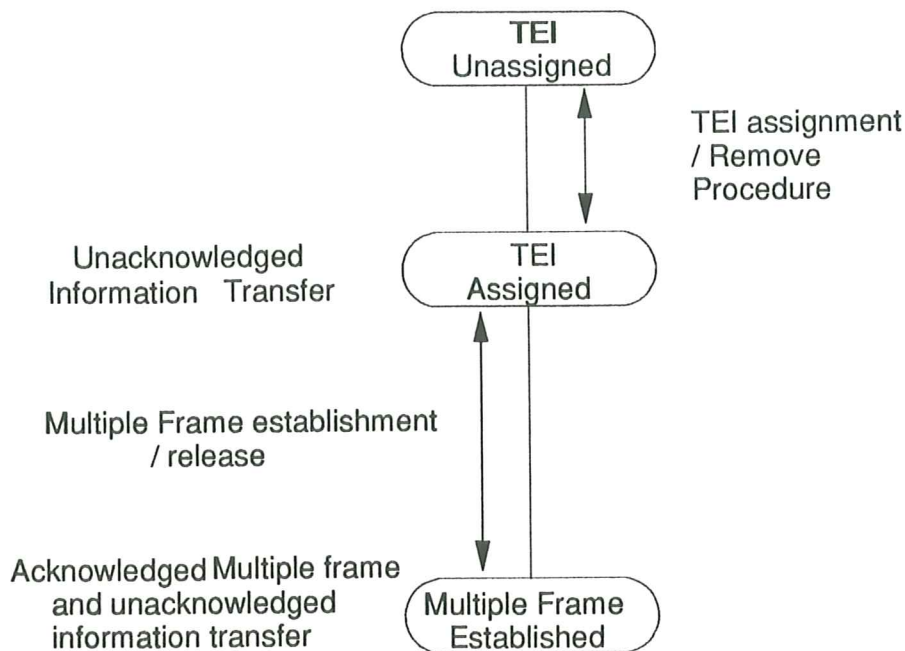 TEI
Unassigned
TEI assignment
/ Remove
Procedure
Unacknowledged
Information Transfer
TEI
Assigned
Multiple Frame establishment
/ release
Acknowledged Multiple frame
and unacknowledged
information transfer
Multiple Frame
Established